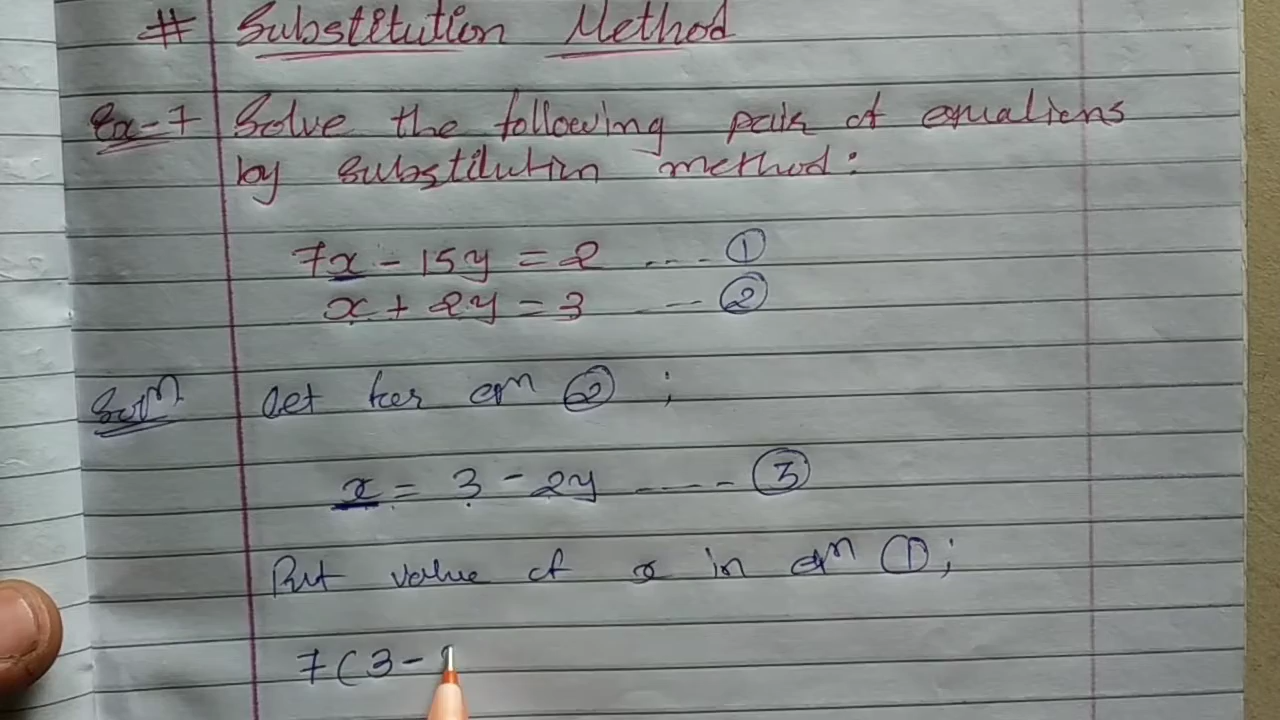 # Substitution Method
Ex-7 Solve the following pair of equations
by substitution method:
7x - 15y = 2 ---- ①
x + 2y = 3 --- ②
Solⁿ Let eqⁿ ② ;
x = 3 - 2y ---- ③
Put value of x in eqⁿ ①;
7(3-